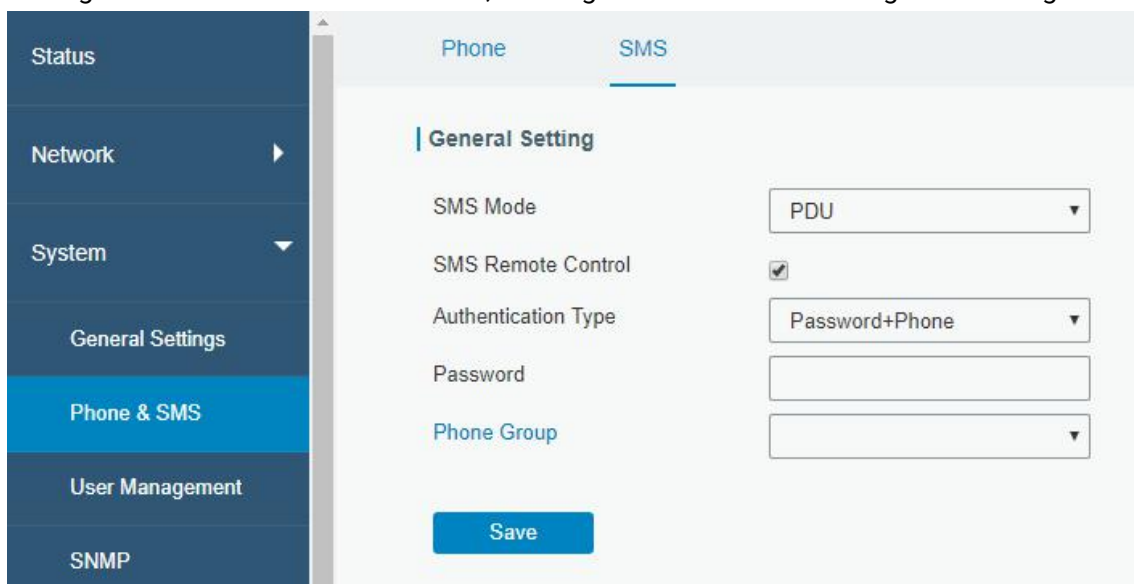 Status
Network
System
General Settings
Phone & SMS
User Management
SNMP
Phone SMS
General Setting
SMS Mode PDU
SMS Remote Control
Authentication Type Password+Phone
Password
Phone Group
Save